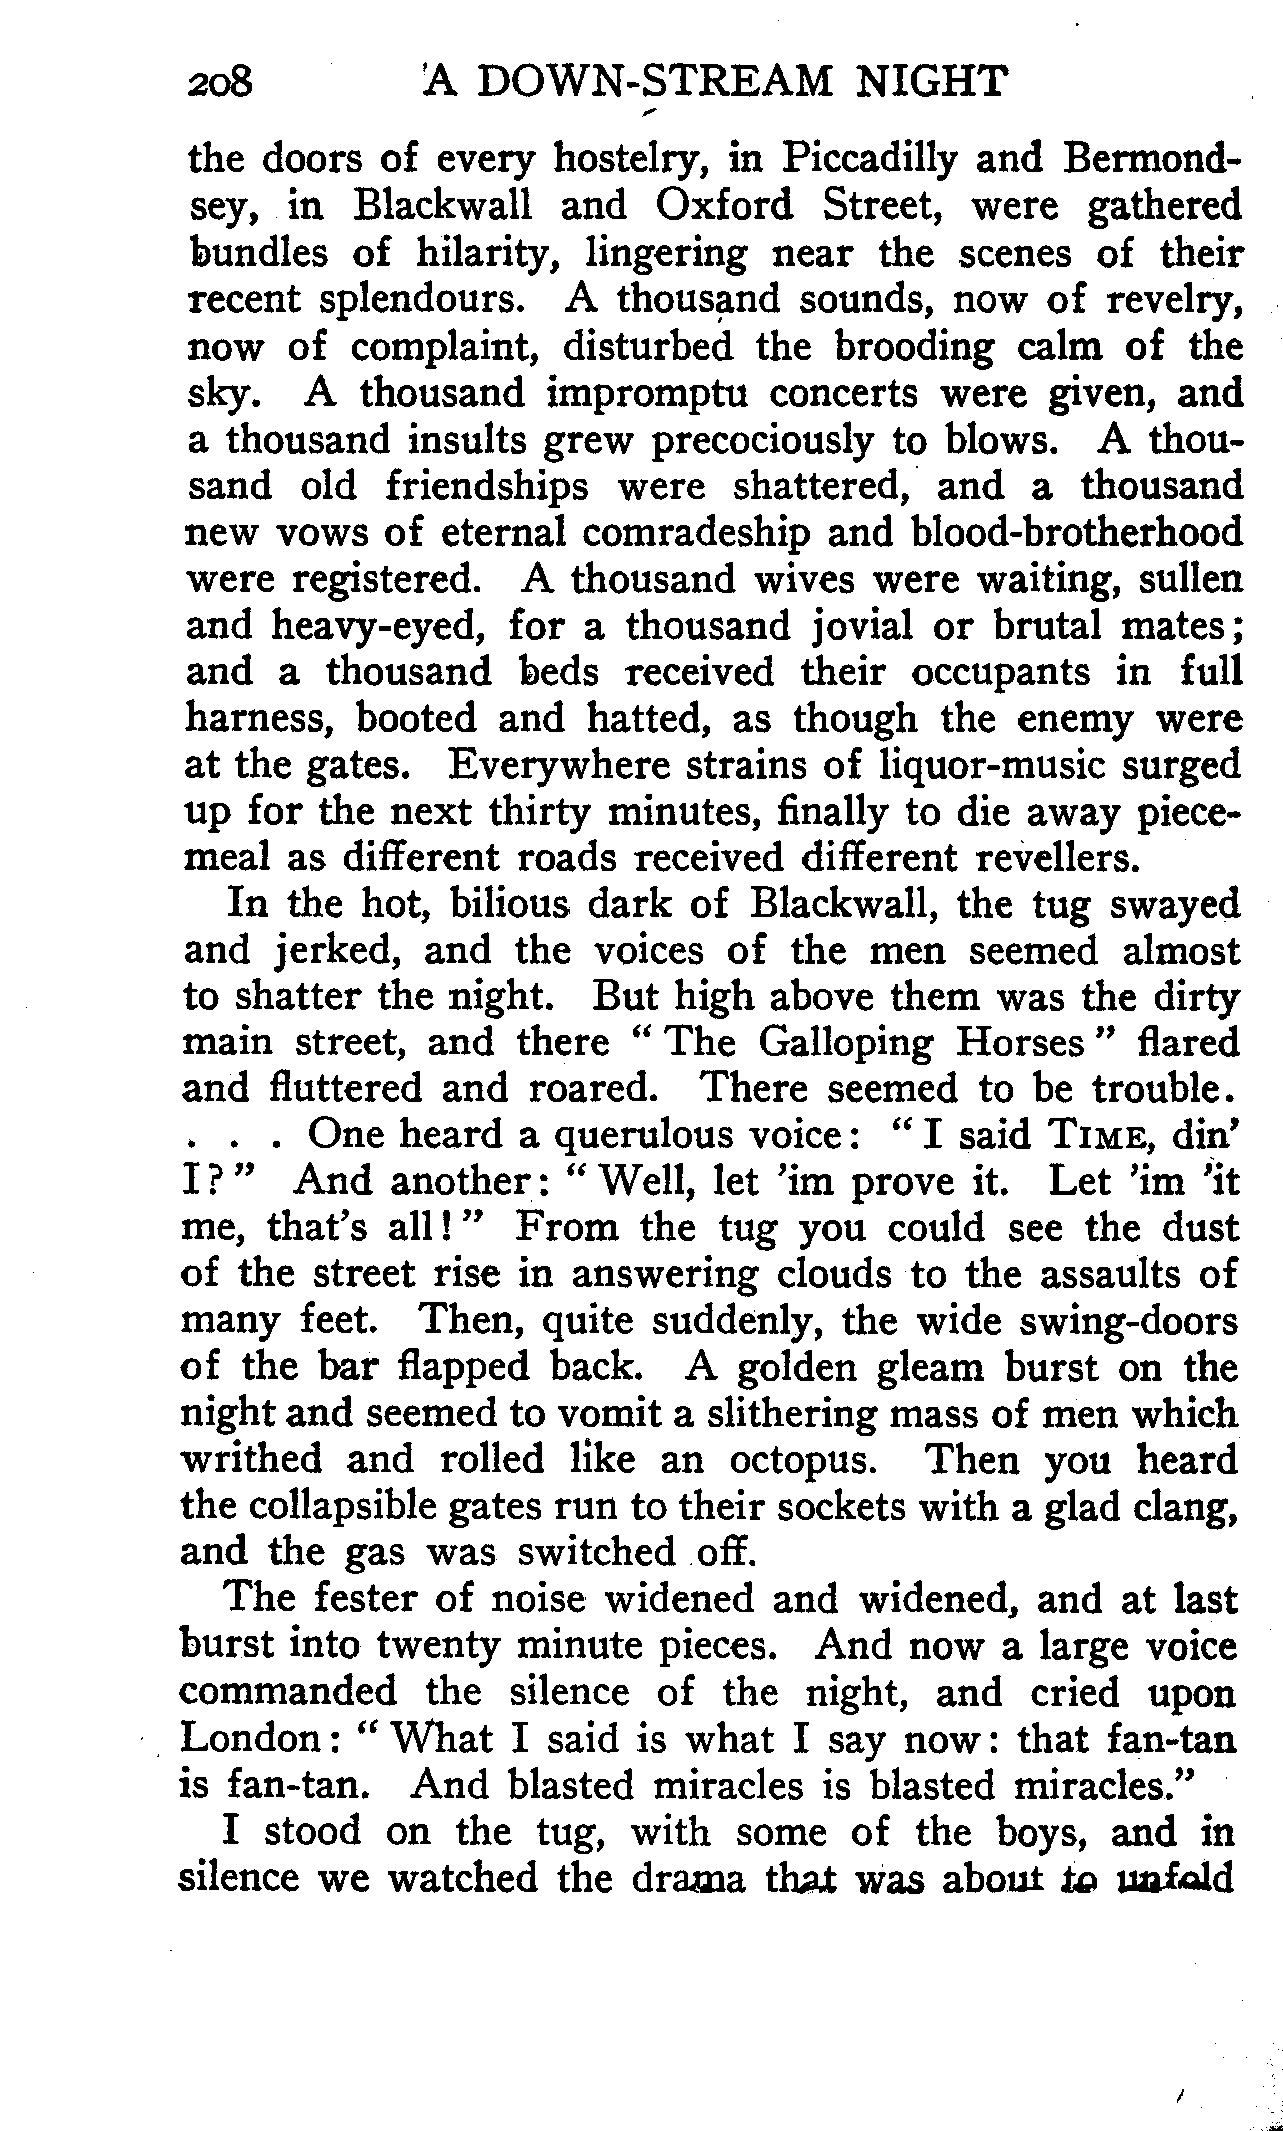 208 A DOWN-STREAM NIGHT
the doors of every hostelry, in Piccadilly and Bermond-
sey, in Blackwall and Oxford Street, were gathered
bundles of hilarity, lingering near the scenes of their
recent splendours. A thousand sounds, now of revelry,
now of complaint, disturbed the brooding calm of the
sky. A thousand impromptu concerts were given, and
a thousand insults grew precociously to blows. A thou-
sand old friendships were shattered, and a thousand
new vows of eternal comradeship and blood-brotherhood
were registered. A thousand wives were waiting, sullen
and heavy-eyed, for a thousand jovial or brutal mates;
and a thousand beds received their occupants in full
harness, booted and hatted, as though the enemy were
at the gates. Everywhere strains of liquor-music surged
up for the next thirty minutes, finally to die away piece-
meal as different roads received different revellers.
In the hot, bilious dark of Blackwall, the tug swayed
and jerked, and the voices of the men seemed almost
to shatter the night. But high above them was the dirty
main street, and there “ The Galloping Horses ” flared
and fluttered and roared. There seemed to be trouble.
. . . One heard a querulous voice: “ I said TIME, din’
I? ” And another: “ Well, let ’im prove it. Let ’im ’it
me, that’s all! ” From the tug you could see the dust
of the street rise in answering clouds to the assaults of
many feet. Then, quite suddenly, the wide swing-doors
of the bar flapped back. A golden gleam burst on the
night and seemed to vomit a slithering mass of men which
writhed and rolled like an octopus. Then you heard
the collapsible gates run to their sockets with a glad clang,
and the gas was switched off.
The fester of noise widened and widened, and at last
burst into twenty minute pieces. And now a large voice
commanded the silence of the night, and cried upon
London: “ What I said is what I say now: that fan-tan
is fan-tan. And blasted miracles is blasted miracles.”
I stood on the tug, with some of the boys, and in
silence we watched the drama that was about to unfold